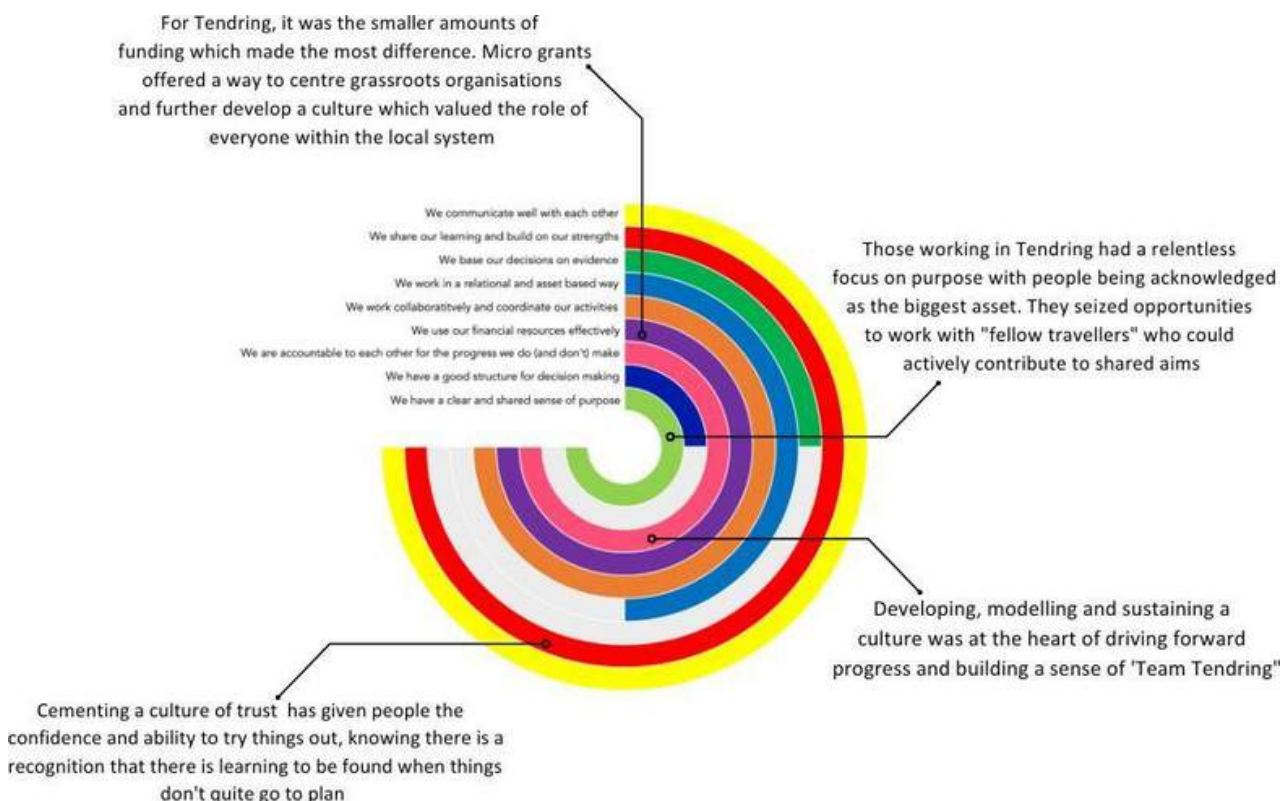 For Tendring, it was the smaller amounts of
funding which made the most difference. Micro grants
offered a way to centre grassroots organisations
and further develop a culture which valued the role of
everyone within the local system
We communicate well with each other
We share our learning and build on our strengths
We base our decisions on evidence
We work in a relational and asset based way
We work collaboratitvely and coordinate our activities
We use our financial resources effectively
We are accountable to each other for the progress we do (and don't) make
We have a good structure for decision making
We have a clear and shared sense of purpose
Those working in Tendring had a relentless
focus on purpose with people being acknowledged
as the biggest asset. They seized opportunities
to work with "fellow travellers" who could
actively contribute to shared aims
Developing, modelling and sustaining a
culture was at the heart of driving forward
progress and building a sense of 'Team Tendring"
Cementing a culture of trust has given people the
confidence and ability to try things out, knowing there is a
recognition that there is learning to be found when things
don't quite go to plan